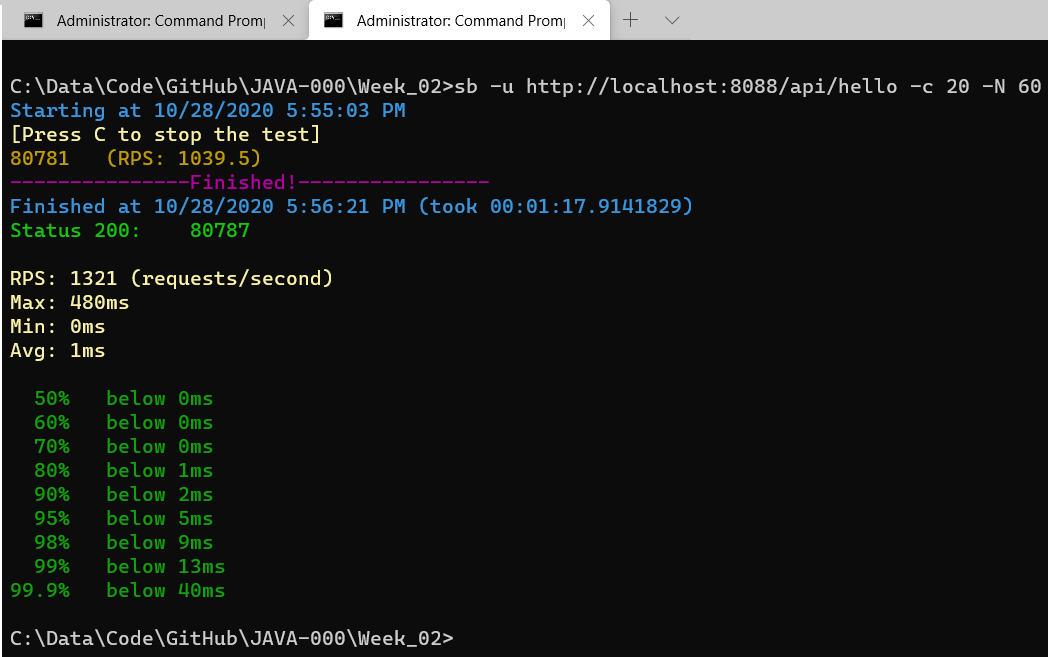 Administrator: Command Prom
Administrator: Command Prom
C:\Data\Code\GitHub\JAVA-000\Week_02>sb -u http://localhost:8088/api/hello -c 20 -N 60
Starting at 10/28/2020 5:55:03 PM
[Press C to stop the test]
80781   (RPS: 1039.5)
---------------Finished!----------------
Finished at 10/28/2020 5:56:21 PM (took 00:01:17.9141829)
Status 200:    80787
RPS: 1321 (requests/second)
Max: 480ms
Min: 0ms
Avg: 1ms
50%   below 0ms
60%   below 0ms
70%   below 0ms
80%   below 1ms
90%   below 2ms
95%   below 5ms
98%   below 9ms
99%   below 13ms
99.9%   below 40ms
C:\Data\Code\GitHub\JAVA-000\Week_02>